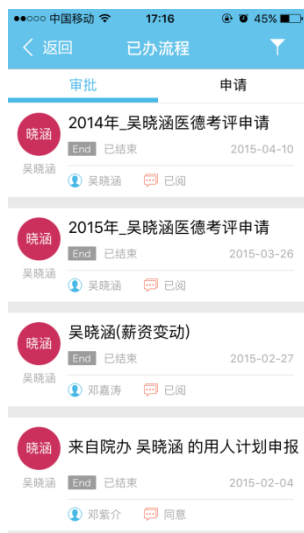 中国移动 17:16 45%
返回 已办流程
审批 申请
晓涵 2014年_吴晓涵医德考评申请
End 已结束 2015-04-10
吴晓涵
吴晓涵 已阅
晓涵 2015年_吴晓涵医德考评申请
End 已结束 2015-03-26
吴晓涵
吴晓涵 已阅
晓涵 吴晓涵(薪资变动)
End 已结束 2015-02-27
吴晓涵
邓嘉涛 已阅
晓涵 来自院办 吴晓涵 的用人计划申报
吴晓涵 End 已结束 2015-02-04
邓紫介 同意